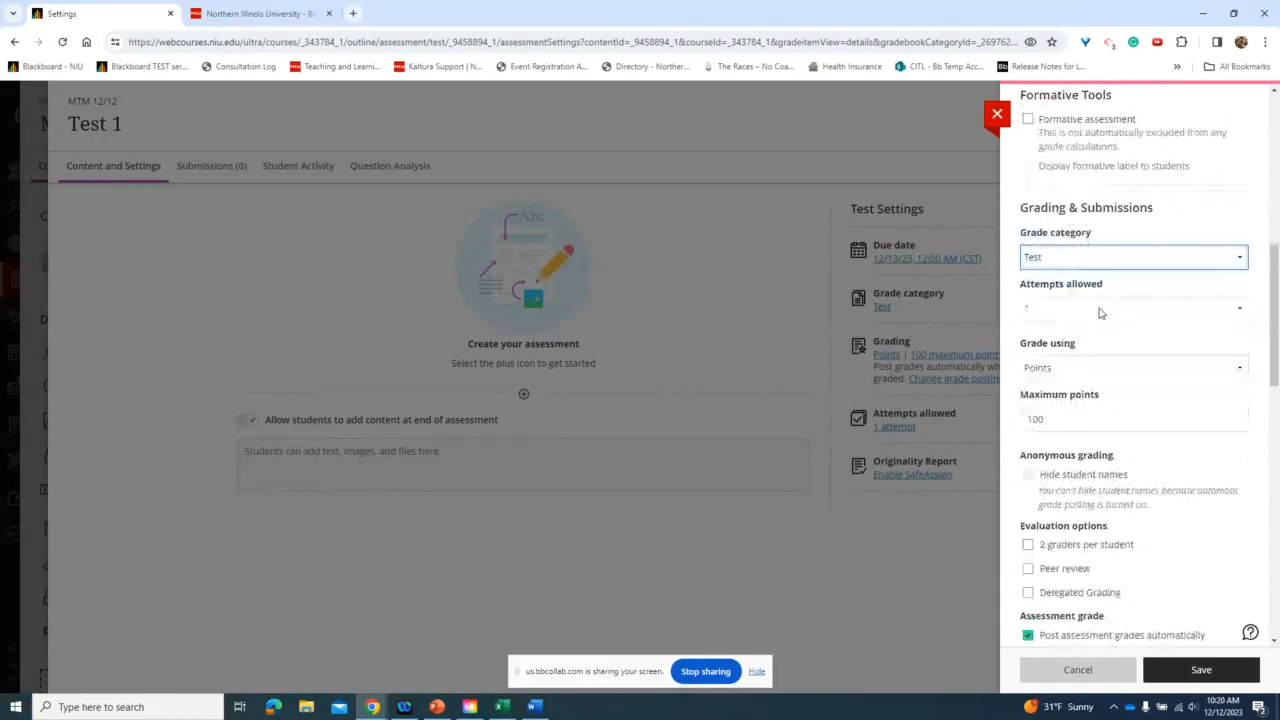 Settings
Northern Illinois University - Bl
https://webcourses.niu.edu/ultra/courses/_343784_1/outline/assessment/test/_9458894_1/assessmentSettings?contentId=_9458894_1&courseId=_343784_1&gradeitemView=details&gradebookCategoryId=_269762...
Blackboard - NIU
Blackboard TEST ser...
Consultation Log
Teaching and Learni...
Kaltura Support | N...
Event Registration A...
Directory - Norther...
The Races – No Coa...
Health Insurance
CITL - Bb Temp Acc...
Release Notes for L...
All Bookmarks
MTM 12/12
Test 1
Content and Settings
Submissions (0)
Student Activity
Question Analysis
Abc
Create your assessment
Select the plus icon to get started
Allow students to add content at end of assessment
Students can add text, images, and files here.
Test Settings
Due date
12/13/23, 12:00 AM (CST)
Grade category
Test
Grading
Points | 100 maximum points
Post grades automatically wh
graded. Change grade postin
Attempts allowed
1 attempt
Originality Report
Enable SafeAssign
Formative Tools
Formative assessment
This is not automatically excluded from any
grade calculations.
Display formative label to students
Grading & Submissions
Grade category
Test
Attempts allowed
1
Grade using
Points
Maximum points
100
Anonymous grading
Hide student names
You can't hide student names because automatic
grade posting is turned on.
Evaluation options
2 graders per student
Peer review
Delegated Grading
Assessment grade
Post assessment grades automatically
Cancel
Save
us.bbcollab.com is sharing your screen.
Stop sharing
Hide
Type here to search
31°F Sunny
10:20 AM
12/12/2023
2